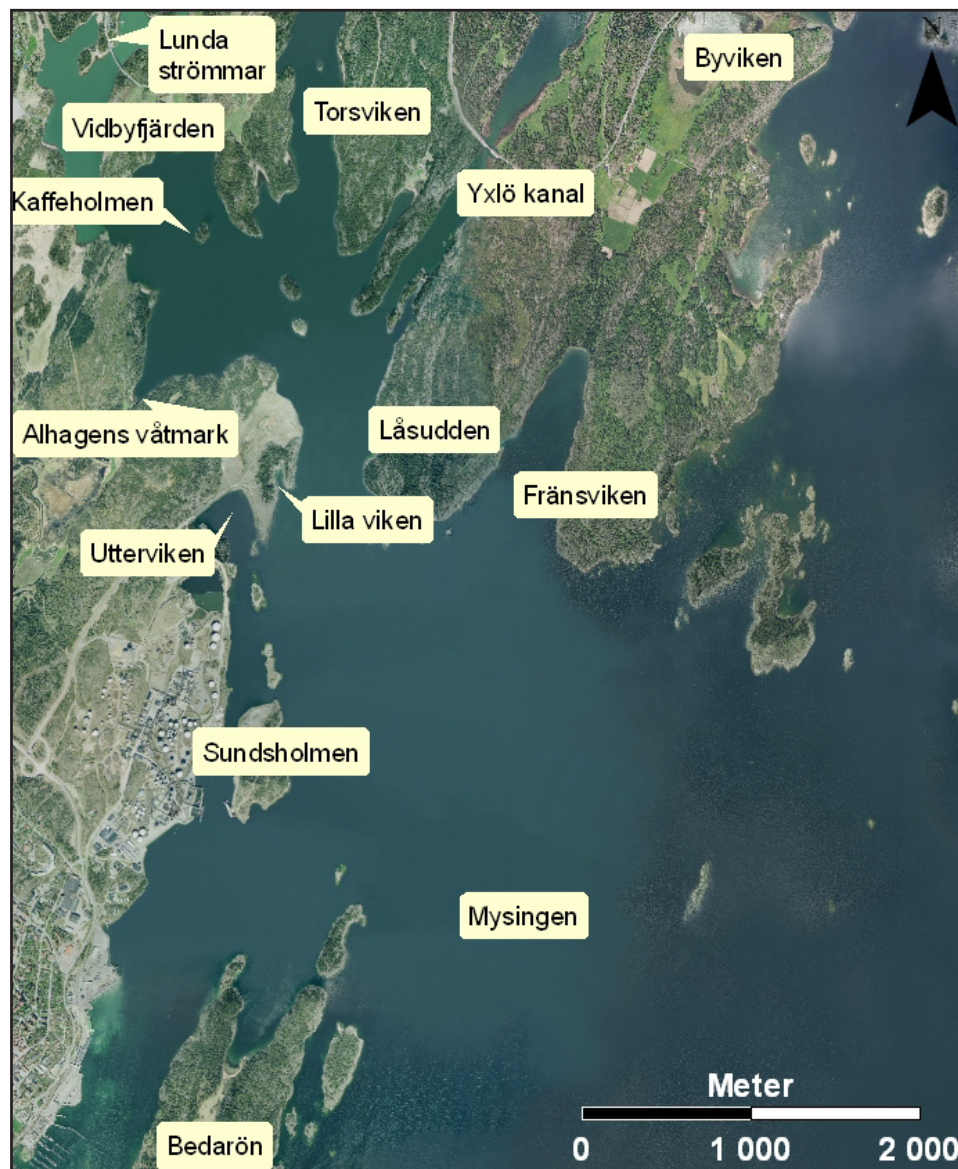 Lunda
strömmar
N
Byviken
Torsviken
Vidbyfjärden
Yxlö kanal
Kaffeholmen
Låsudden
Alhagens våtmark
Fränsviken
Lilla viken
Utterviken
Sundsholmen
Mysingen
Meter
0 1 000 2 000
Bedarön